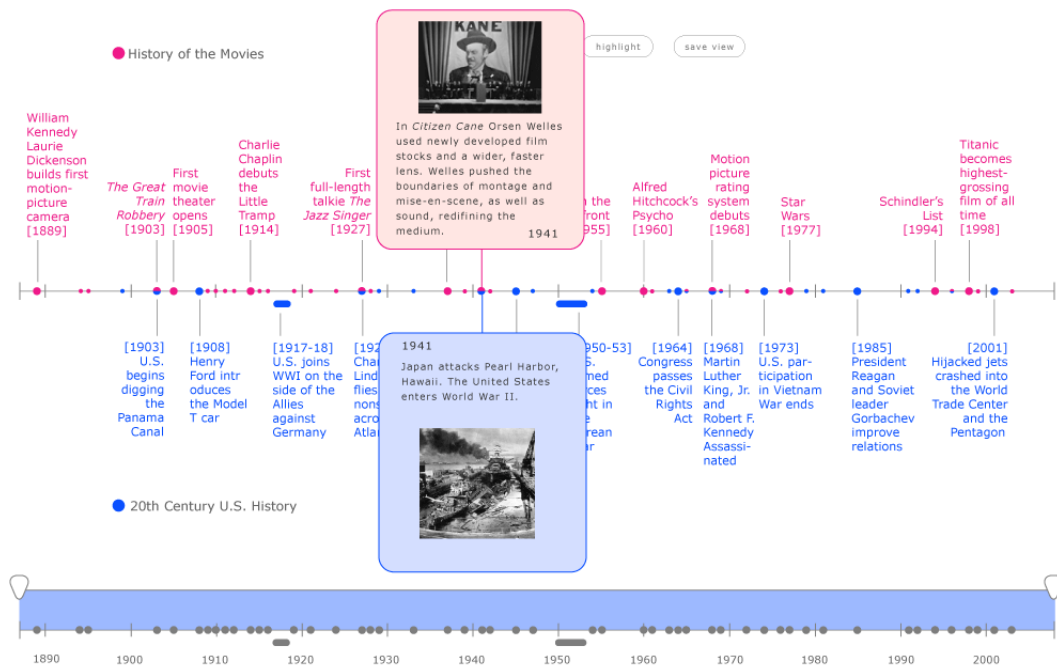 KANE
History of the Movies
highlight
save view
In Citizen Cane Orsen Welles
used newly developed film
stocks and a wider, faster
lens. Welles pushed the
boundaries of montage and
mise-en-scene, as well as
sound, redifining the
medium.
1941
William
Kennedy
Laurie
Dickenson
builds first
motion-
picture
camera
[1889]
The Great
Train
Robbery
[1903]
First
movie
theater
opens
[1905]
Charlie
Chaplin
debuts
the
Little
Tramp
[1914]
First
full-length
talkie The
Jazz Singer
[1927]
the
front
955]
Alfred
Hitchcock's
Psycho
[1960]
Motion
picture
rating
system
debuts
[1968]
Star
Wars
[1977]
Schindler's
List
[1994]
Titanic
becomes
highest-
grossing
film of all
time
[1998]
[1903]
U.S.
begins
digging
the
Panama
Canal
[1908]
Henry
Ford intr
oduces
the Model
T car
[1917-18]
U.S. joins
WWI on the
side of the
Allies
against
Germany
[192
Cha
Lind
flies
nons
acro
Atla
1941
Japan attacks Pearl Harbor,
Hawaii. The United States
enters World War II.
950-53]
[1964]
Congress
passes
the Civil
Rights
Act
[1968]
Martin
Luther
King, Jr.
and
Robert F.
Kennedy
Assassi-
nated
[1973]
U.S. par-
ticipation
in Vietnam
War ends
[1985]
President
Reagan
and Soviet
leader
Gorbachev
improve
relations
[2001]
Hijacked jets
crashed into
the World
Trade Center
and the
Pentagon
20th Century U.S. History
1890 1900 1910 1920 1930 1940 1950 1960 1970 1980 1990 2000